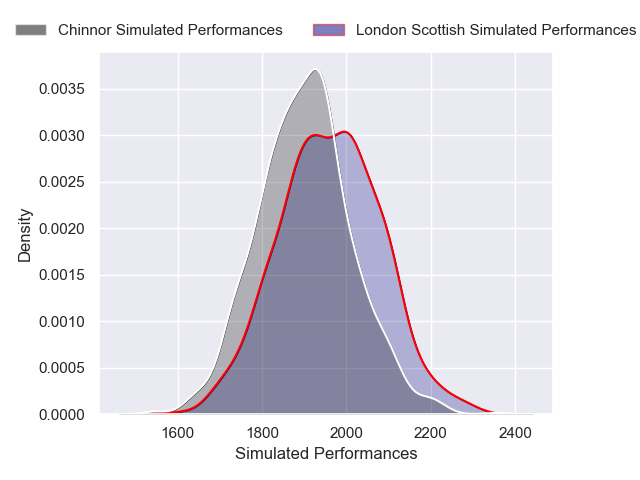 Chinnor Simulated Performances
London Scottish Simulated Performances
0.0035
0.0030
0.0025
0.0020
0.0015
0.0010
0.0005
0.0000
Density
1600 1800 2000 2200 2400
Simulated Performances